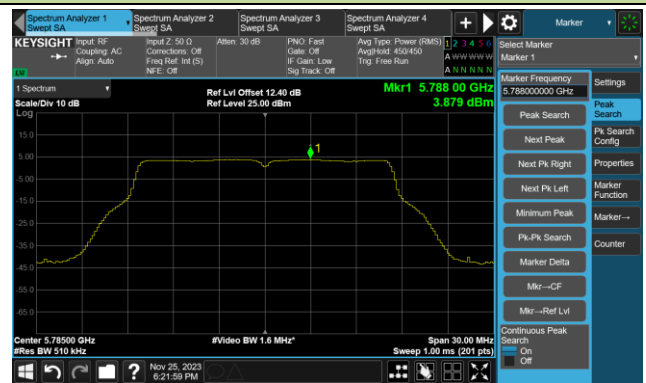 Spectrum Analyzer 1
Swept SA
Spectrum Analyzer 2
Swept SA
Spectrum Analyzer 3
Swept SA
Spectrum Analyzer 4
Swept SA
+
Marker
KEYSIGHT
Input: RF
Coupling: AC
Align: Auto
Input Z: 50 Ω
Corrections: Off
Freq Ref: Int (S)
NFE: Off
Atten: 30 dB
PNO: Fast
Gate: Off
IF Gain: Low
Sig Track: Off
Avg Type: Power (RMS)
Avg|Hold: 450/450
Trig: Free Run
1 2 3 4 5 6
A W W W W W
A N N N N N
LXI
Select Marker
Marker 1
1 Spectrum
Scale/Div 10 dB
Log
Ref Lvl Offset 12.40 dB
Ref Level 25.00 dBm
Mkr1 5.788 00 GHz
3.879 dBm
15.0
5.00
-5.00
-15.0
-25.0
-35.0
-45.0
-55.0
-65.0
1
Center 5.78500 GHz
#Res BW 510 kHz
#Video BW 1.6 MHz*
Span 30.00 MHz
Sweep 1.00 ms (201 pts)
Marker Frequency
5.788000000 GHz
Peak Search
Next Peak
Next Pk Right
Next Pk Left
Minimum Peak
Pk-Pk Search
Marker Delta
Mkr→CF
Mkr→Ref Lvl
Continuous Peak
Search
On
Off
Settings
Peak
Search
Pk Search
Config
Properties
Marker
Function
Marker→
Counter
?
Nov 25, 2023
6:21:59 PM